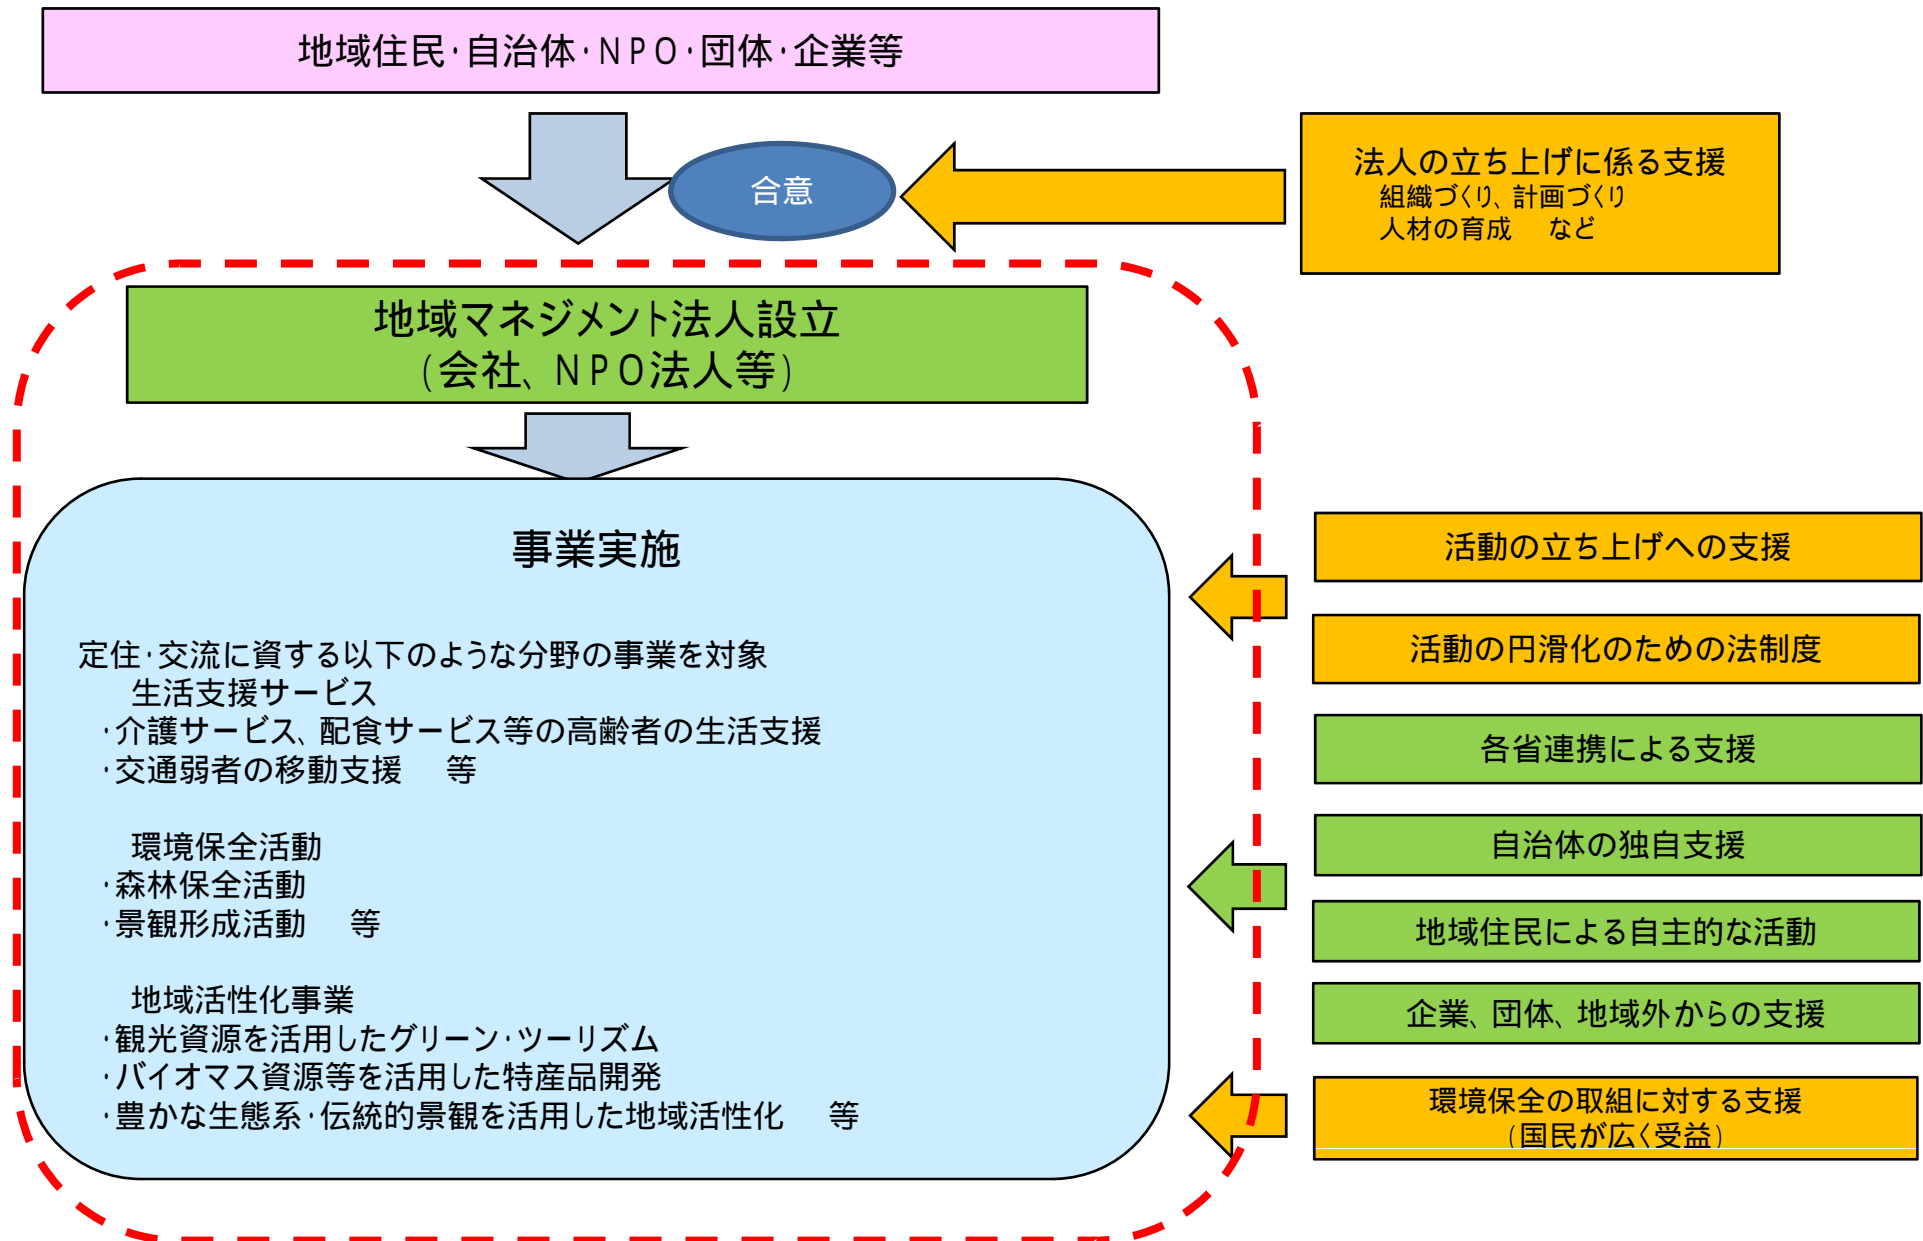 地域住民・自治体・NPO・団体・企業等
合意
法人の立ち上げに係る支援
組織づくり、計画づくり
人材の育成　など
地域マネジメント法人設立
(会社、NPO法人等)
事業実施
定住・交流に資する以下のような分野の事業を対象
生活支援サービス
・介護サービス、配食サービス等の高齢者の生活支援
・交通弱者の移動支援　等
環境保全活動
・森林保全活動
・景観形成活動　等
地域活性化事業
・観光資源を活用したグリーン・ツーリズム
・バイオマス資源等を活用した特産品開発
・豊かな生態系・伝統的景観を活用した地域活性化　等
活動の立ち上げへの支援
活動の円滑化のための法制度
各省連携による支援
自治体の独自支援
地域住民による自主的な活動
企業、団体、地域外からの支援
環境保全の取組に対する支援
(国民が広く受益)